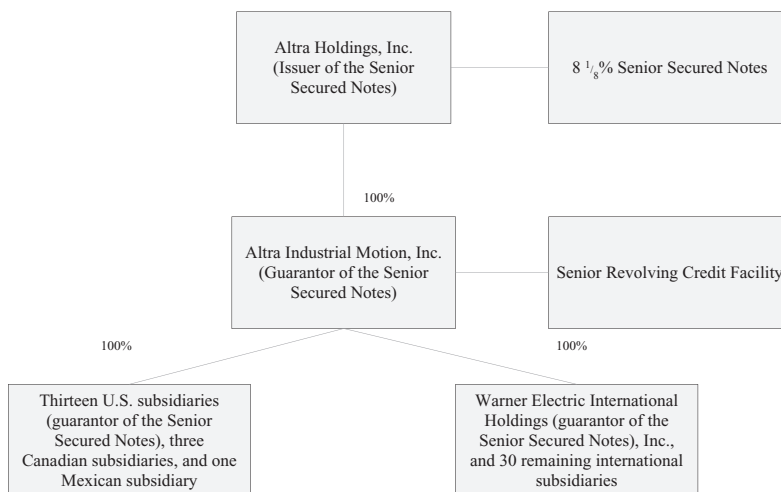 Altra Holdings, Inc.
(Issuer of the Senior
Secured Notes)
8 1/8% Senior Secured Notes
100%
Altra Industrial Motion, Inc.
(Guarantor of the Senior
Secured Notes)
Senior Revolving Credit Facility
100%
100%
Thirteen U.S. subsidiaries
(guarantor of the Senior
Secured Notes), three
Canadian subsidiaries, and one
Mexican subsidiary
Warner Electric International
Holdings (guarantor of the
Senior Secured Notes), Inc.,
and 30 remaining international
subsidiaries